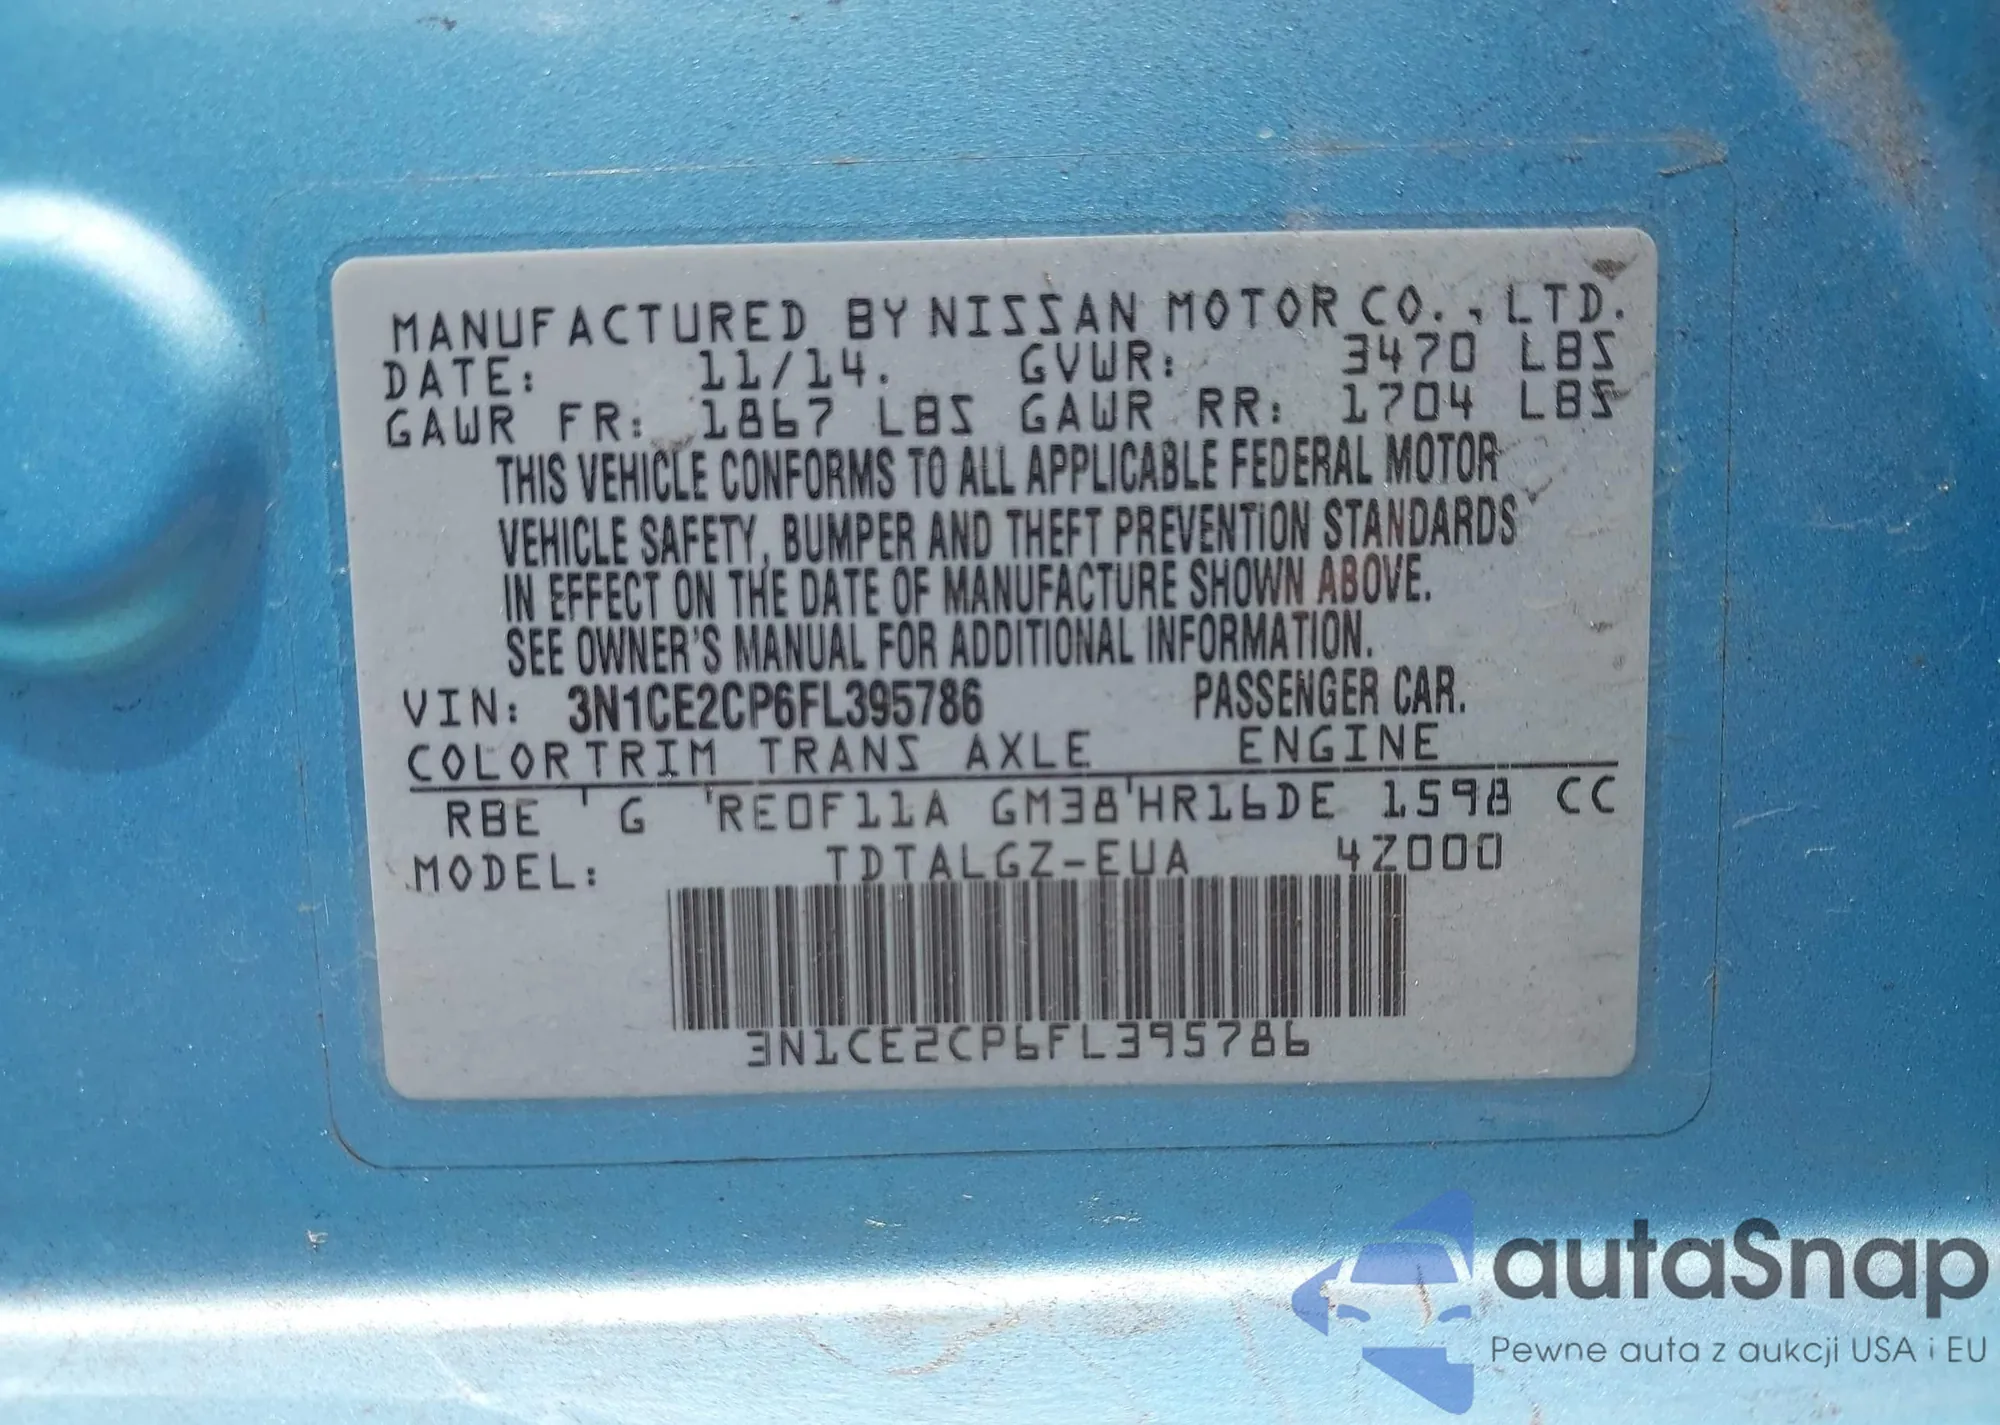 MANUFACTURED BY NISSAN MOTOR CO., LTD.
DATE: 11/14. GVWR: 3470 LBS
GAWR FR: 1867 LBS GAWR RR: 1704 LBS
THIS VEHICLE CONFORMS TO ALL APPLICABLE FEDERAL MOTOR
VEHICLE SAFETY, BUMPER AND THEFT PREVENTION STANDARDS
IN EFFECT ON THE DATE OF MANUFACTURE SHOWN ABOVE.
SEE OWNER'S MANUAL FOR ADDITIONAL INFORMATION.
VIN: 3N1CE2CP6FL395786 PASSENGER CAR.
COLOR TRIM TRANS AXLE ENGINE
RBE G RE0F11A GM38 HR16DE 1598 CC
MODEL: TDTALGZ-EUA 4Z000
3N1CE2CP6FL395786
autaSnap
Pewne auta z aukcji USA i EU